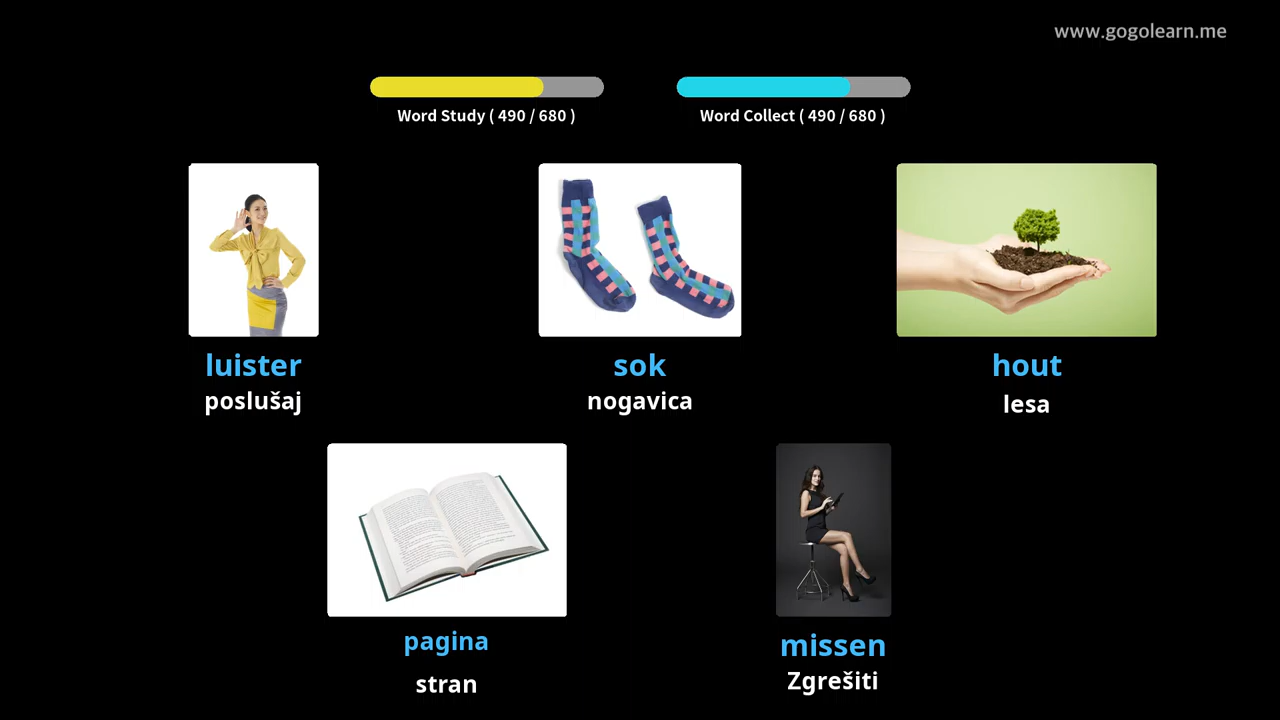 www.gogolearn.me
Word Study ( 490 / 680 )
Word Collect ( 490 / 680 )
luister
poslušaj
sok
nogavica
hout
lesa
pagina
stran
missen
Zgrešiti